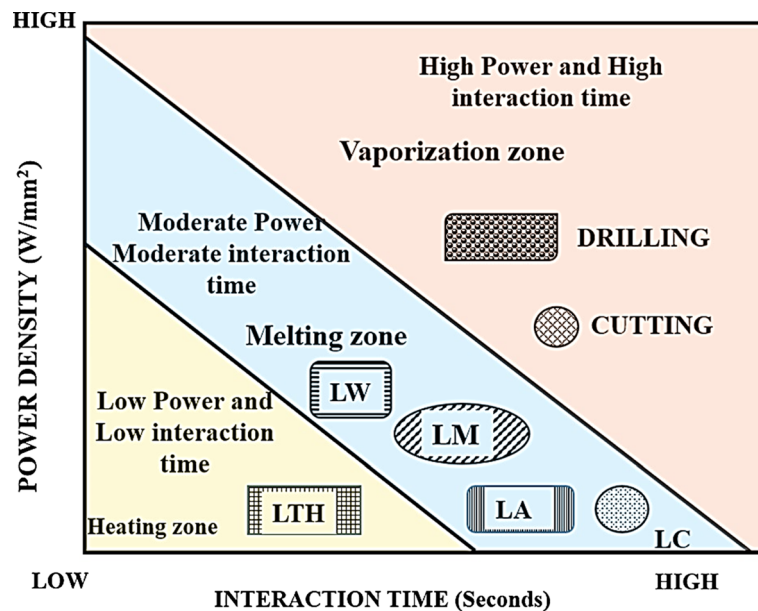 HIGH
High Power and High
interaction time
Vaporization zone
Moderate Power
Moderate interaction
time
DRILLING
CUTTING
Melting zone
LW
LM
Low Power and
Low interaction
time
LTH
LA
Heating zone
LC
POWER DENSITY (W/mm²)
LOW
INTERACTION TIME (Seconds)
HIGH